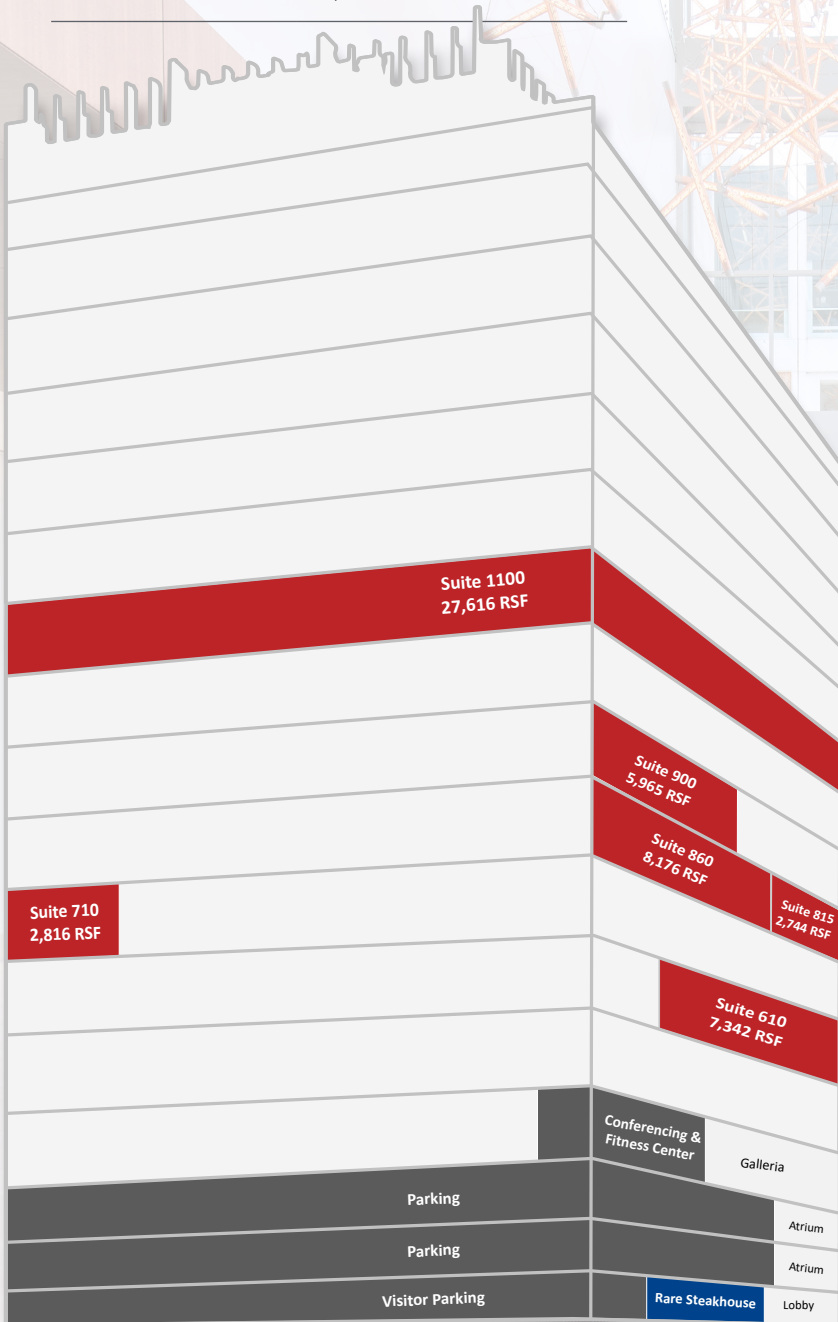 Suite 1100
27,616 RSF
Suite 900
5,965 RSF
Suite 860
8,176 RSF
Suite 815
2,744 RSF
Suite 710
2,816 RSF
Suite 610
7,342 RSF
Conferencing &
Fitness Center
Galleria
Parking
Atrium
Parking
Atrium
Visitor Parking
Rare Steakhouse
Lobby